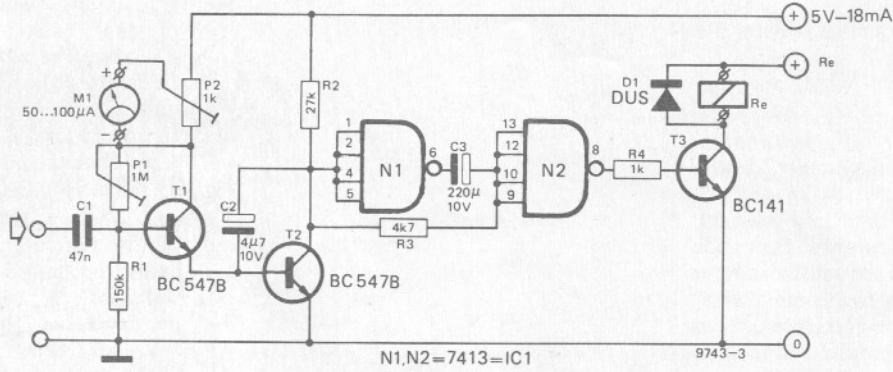 5V–18mA
+
P2
1k
R2
27k
+
Re
D1
DUS
Re
+
M1
50...100µA
–
P1
1M
1
2
4
5
N1
6
C3
220µ
10V
13
12
10
9
N2
8
R4
1k
T3
BC141
C1
47n
T1
BC547B
C2
4µ7
10V
T2
BC547B
4k7
R3
R1
150k
N1,N2=7413=IC1
9743–3
0